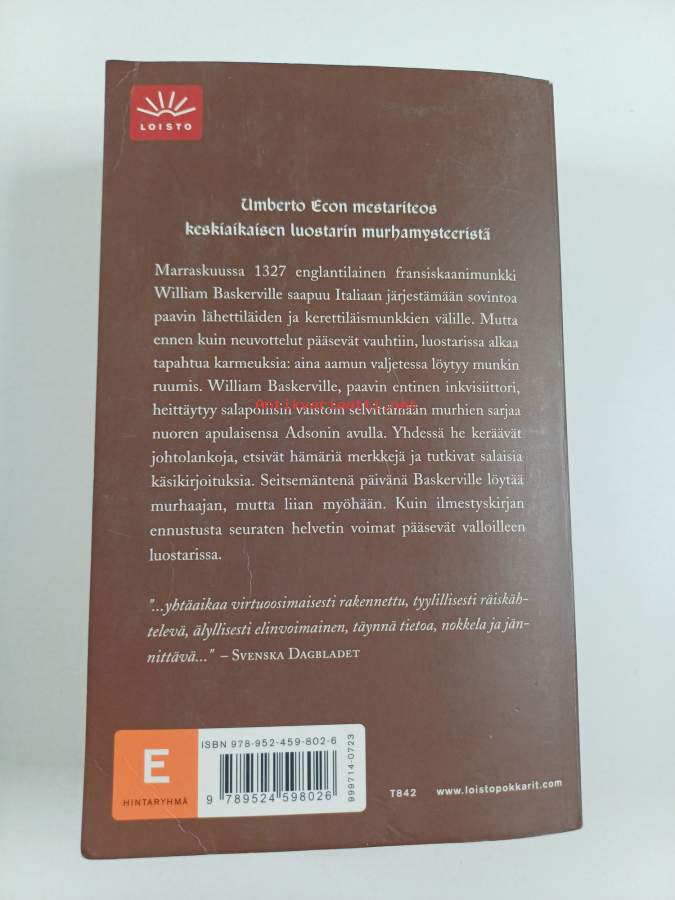 LOISTO
Umberto Econ mestariteos
keskiaikaisen luostarin murhamysteeristä
Marraskuussa 1327 englantilainen fransiskaanimunkki
William Baskerville saapuu Italiaan järjestämään sovintoa
paavin lähettiläiden ja kerettiläismunkkien välille. Mutta
ennen kuin neuvottelut pääsevät vauhtiin, luostarissa alkaa
tapahtua karmeuksia: aina aamun valjetessa löytyy munkin
ruumis. William Baskerville, paavin entinen inkvisiittori,
heittäytyy salapoliisin vaistoin selvittämään murhien sarjaa
Antikvariaatti.net
nuoren apulaisensa Adsonin avulla. Yhdessä he keräävät
johtolankoja, etsivät hämäriä merkkejä ja tutkivat salaisia
käsikirjoituksia. Seitsemäntenä päivänä Baskerville löytää
murhaajan, mutta liian myöhään. Kuin ilmestyskirjan
ennustusta seuraten helvetin voimat pääsevät valloilleen
luostarissa.
"...yhtäaikaa virtuoosimaisesti rakennettu, tyylillisesti räiskäh-
televä, älyllisesti elinvoimainen, täynnä tietoa, nokkela ja jän-
nittävä..." – SVENSKA DAGBLADET
E
HINTARYHMÄ
ISBN 978-952-459-802-6
9 789524 598026
999714-0723
T842 www.loistopokkarit.com